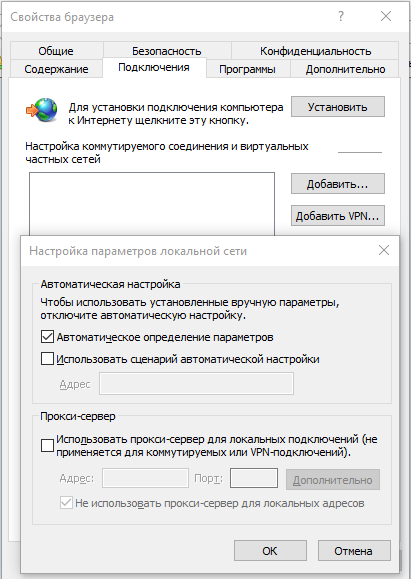 Свойства браузера
Общие Безопасность Конфиденциальность
Содержание Подключения Программы Дополнительно
Для установки подключения компьютера
к Интернету щелкните эту кнопку.
Установить
Настройка коммутируемого соединения и виртуальных
частных сетей
Добавить...
Добавить VPN...
Настройка параметров локальной сети
Автоматическая настройка
Чтобы использовать установленные вручную параметры,
отключите автоматическую настройку.
Автоматическое определение параметров
Использовать сценарий автоматической настройки
Адрес
Прокси-сервер
Использовать прокси-сервер для локальных подключений (не
применяется для коммутируемых или VPN-подключений).
Адрес: Порт: Дополнительно
Не использовать прокси-сервер для локальных адресов
ОК Отмена